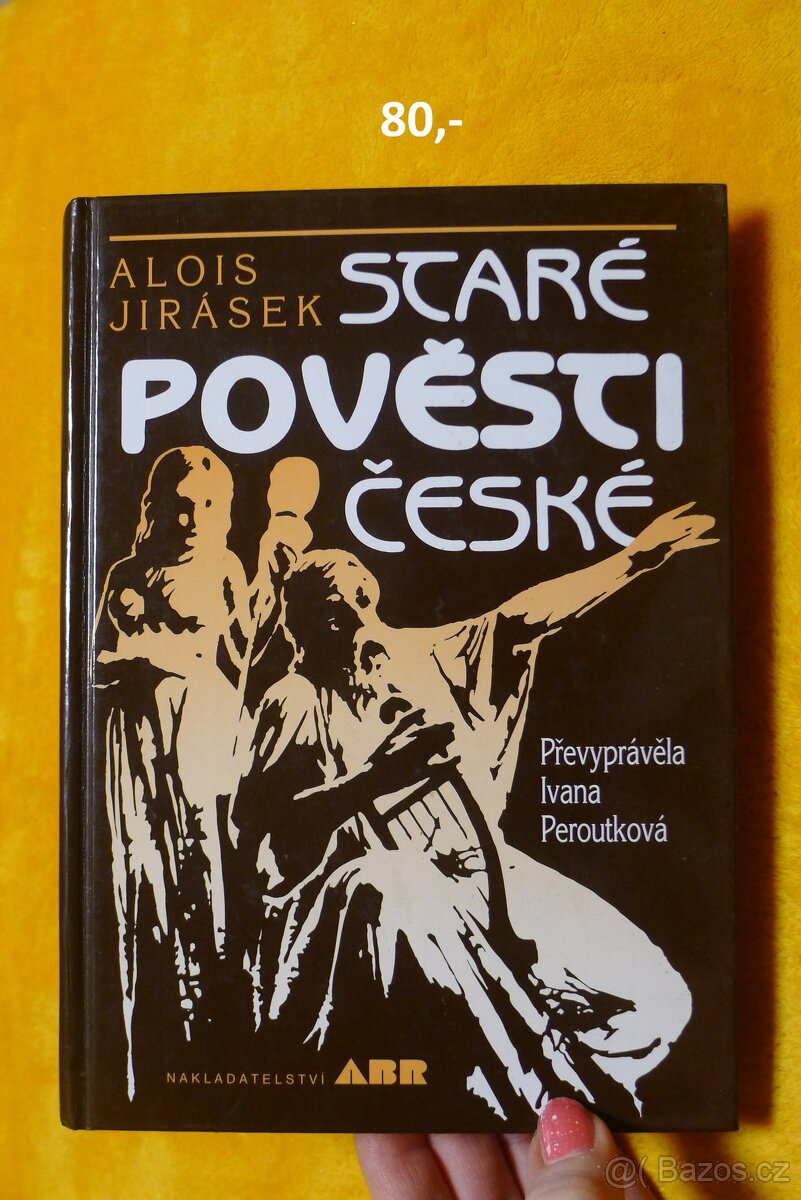 80,-
ALOIS
JIRÁSEK
STARÉ
POVĚSTI
ČESKÉ
Převyprávěla
Ivana
Peroutková
NAKLADATELSTVÍ ABR
@( Bazos.cz